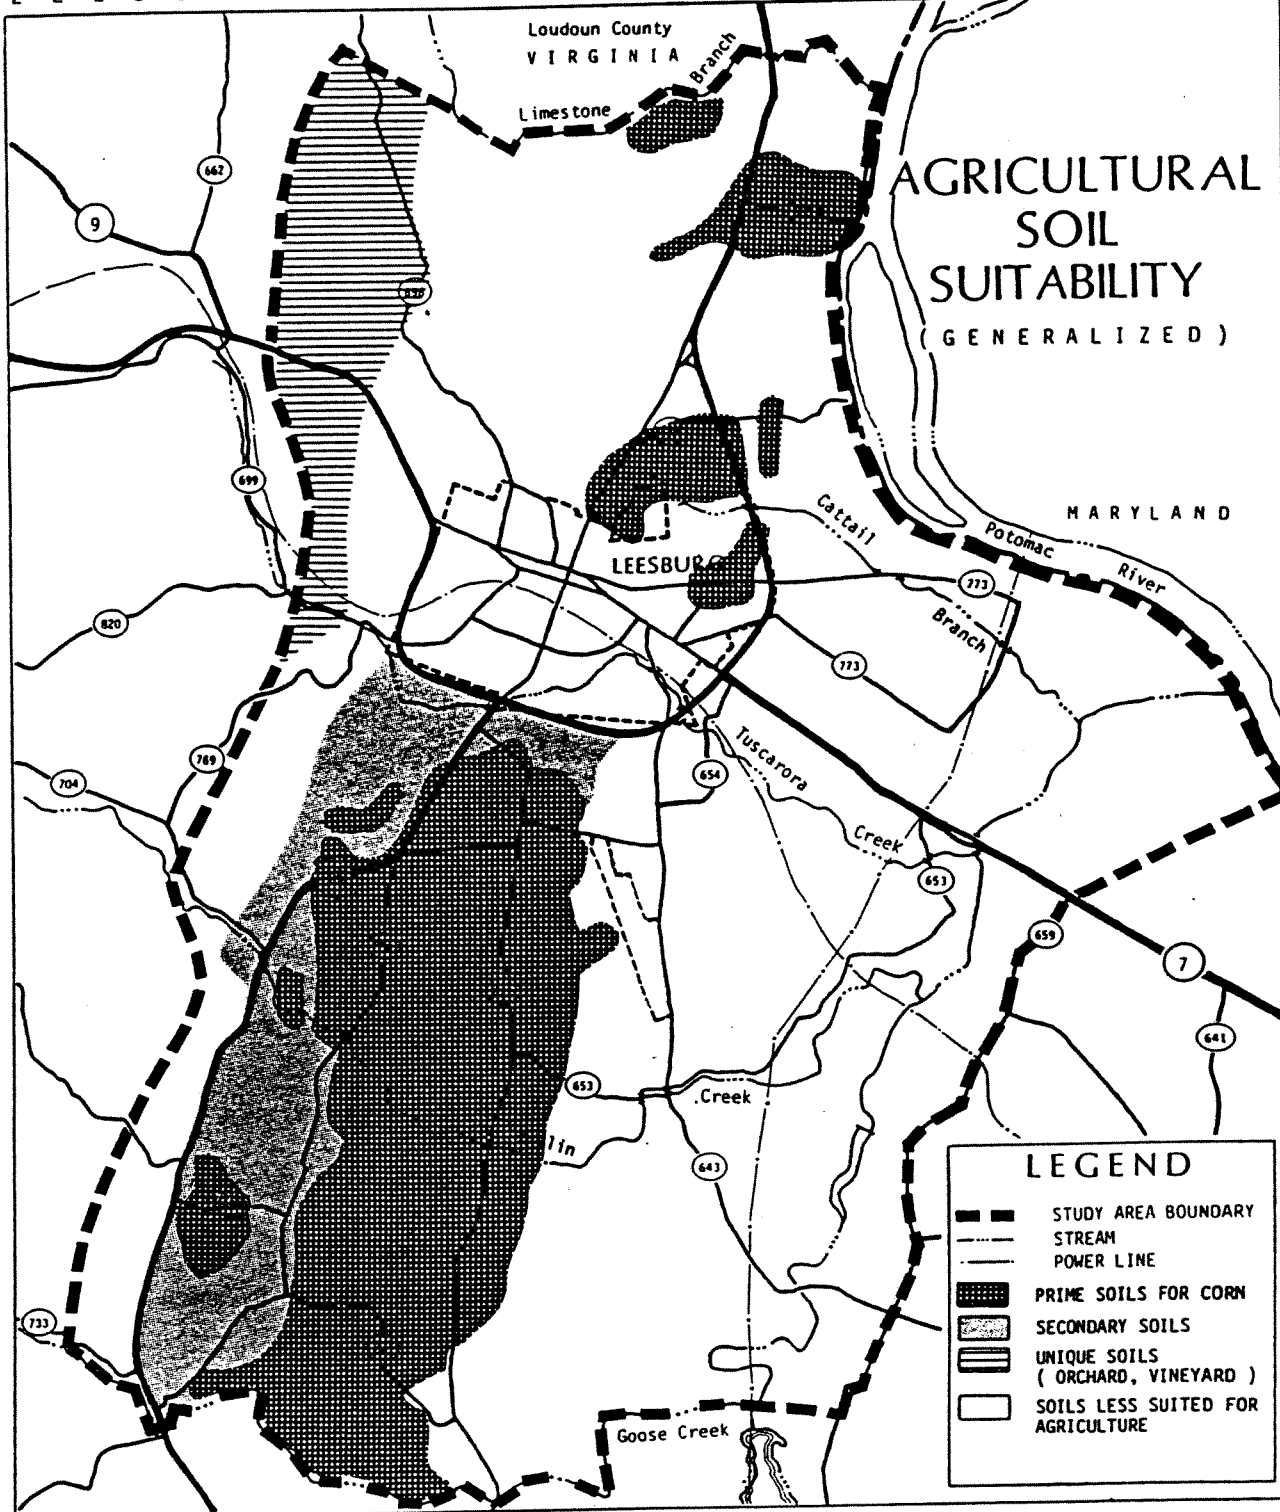 Loudoun County
VIRGINIA
Limestone
Branch
AGRICULTURAL
SOIL
SUITABILITY
( GENERALIZED )
662
9
699
LEESBURG
Cattail
Branch
MARYLAND
Potomac
River
773
820
773
769
704
654
Tuscarora
Creek
653
659
7
641
653
Creek
lin
643
733
Goose Creek
LEGEND
STUDY AREA BOUNDARY
STREAM
POWER LINE
PRIME SOILS FOR CORN
SECONDARY SOILS
UNIQUE SOILS
( ORCHARD, VINEYARD )
SOILS LESS SUITED FOR
AGRICULTURE